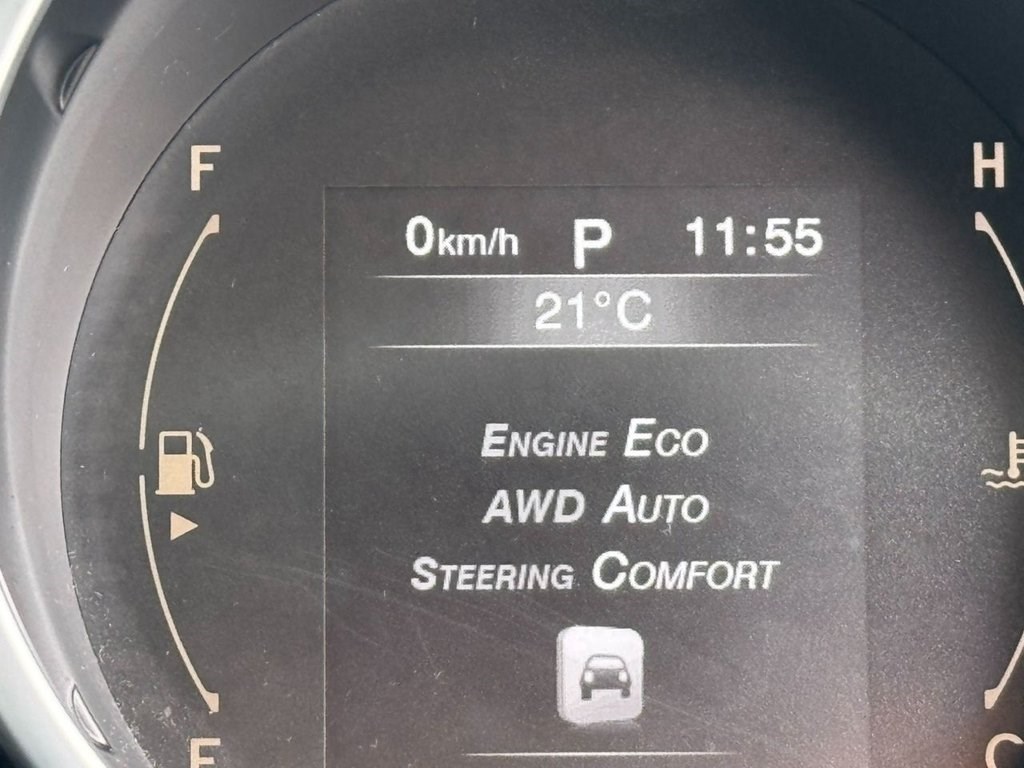 F
H
0km/h P 11:55
21°C
ENGINE ECO
AWD AUTO
STEERING COMFORT
E
C